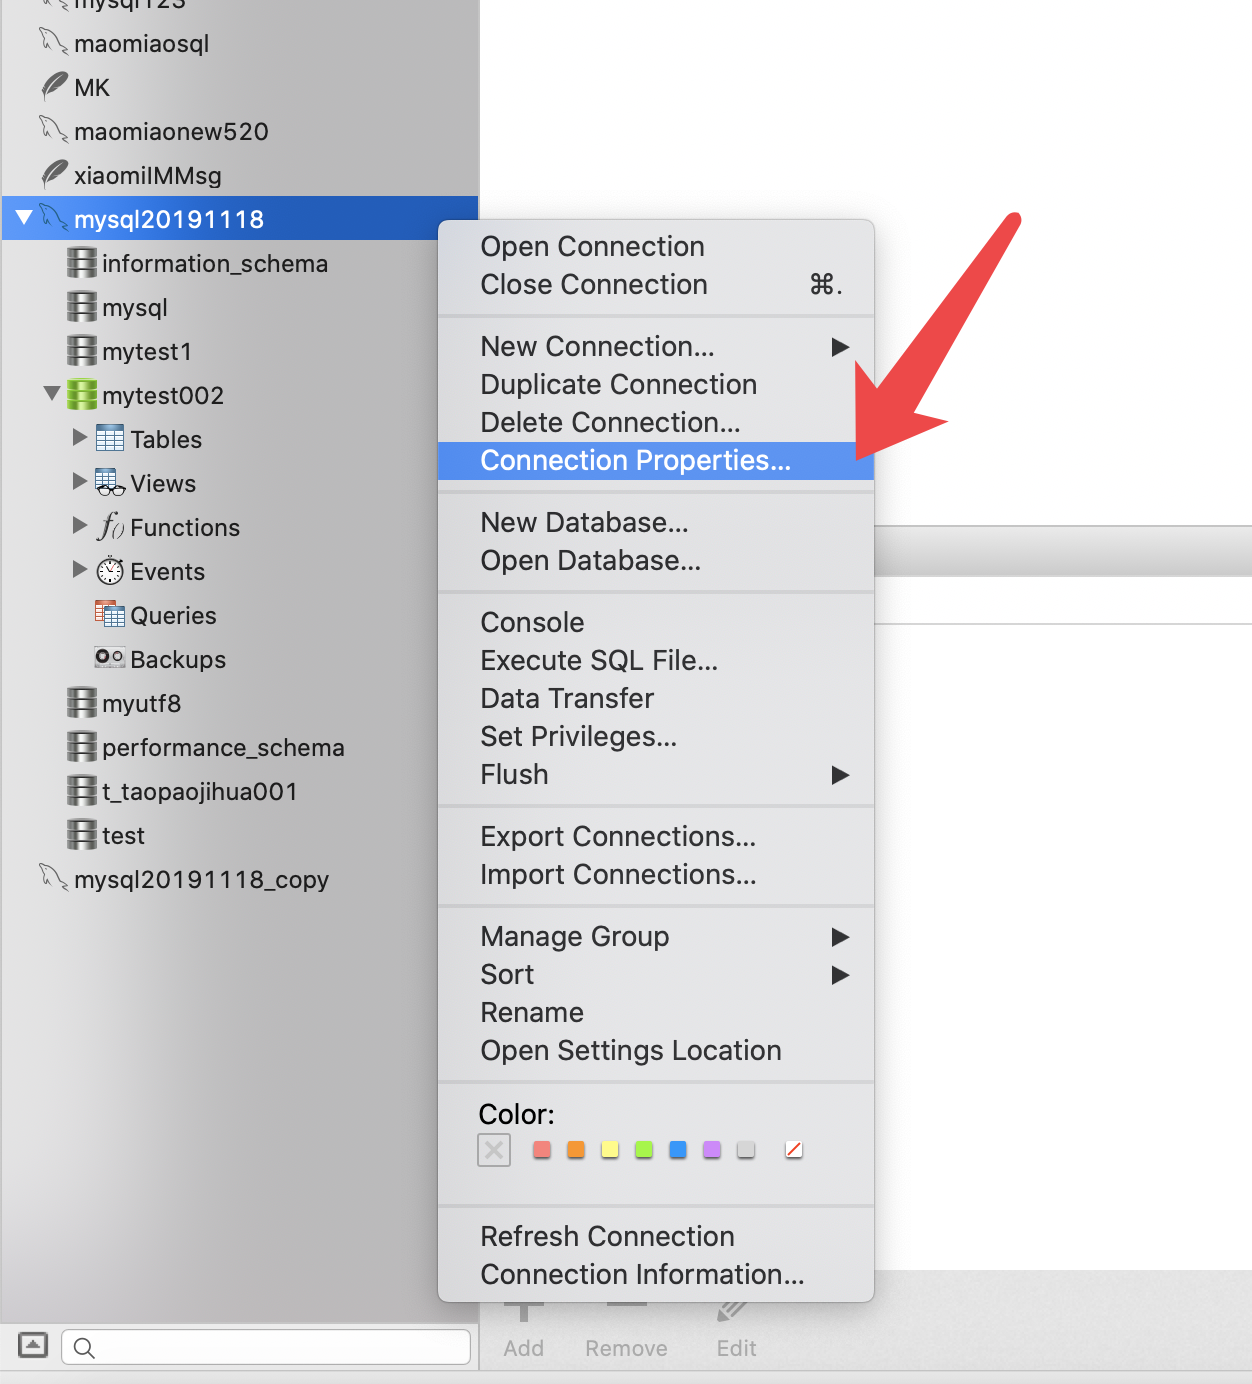 mysql123
maomiaosql
MK
maomiaonew520
xiaomiIMMsg
mysql20191118
information_schema
mysql
mytest1
mytest002
Tables
Views
Functions
Events
Queries
Backups
myutf8
performance_schema
t_taopaojihua001
test
mysql20191118_copy
Open Connection
Close Connection ⌘.
New Connection...
Duplicate Connection
Delete Connection...
Connection Properties...
New Database...
Open Database...
Console
Execute SQL File...
Data Transfer
Set Privileges...
Flush
Export Connections...
Import Connections...
Manage Group
Sort
Rename
Open Settings Location
Color:
Refresh Connection
Connection Information...
Add Remove Edit